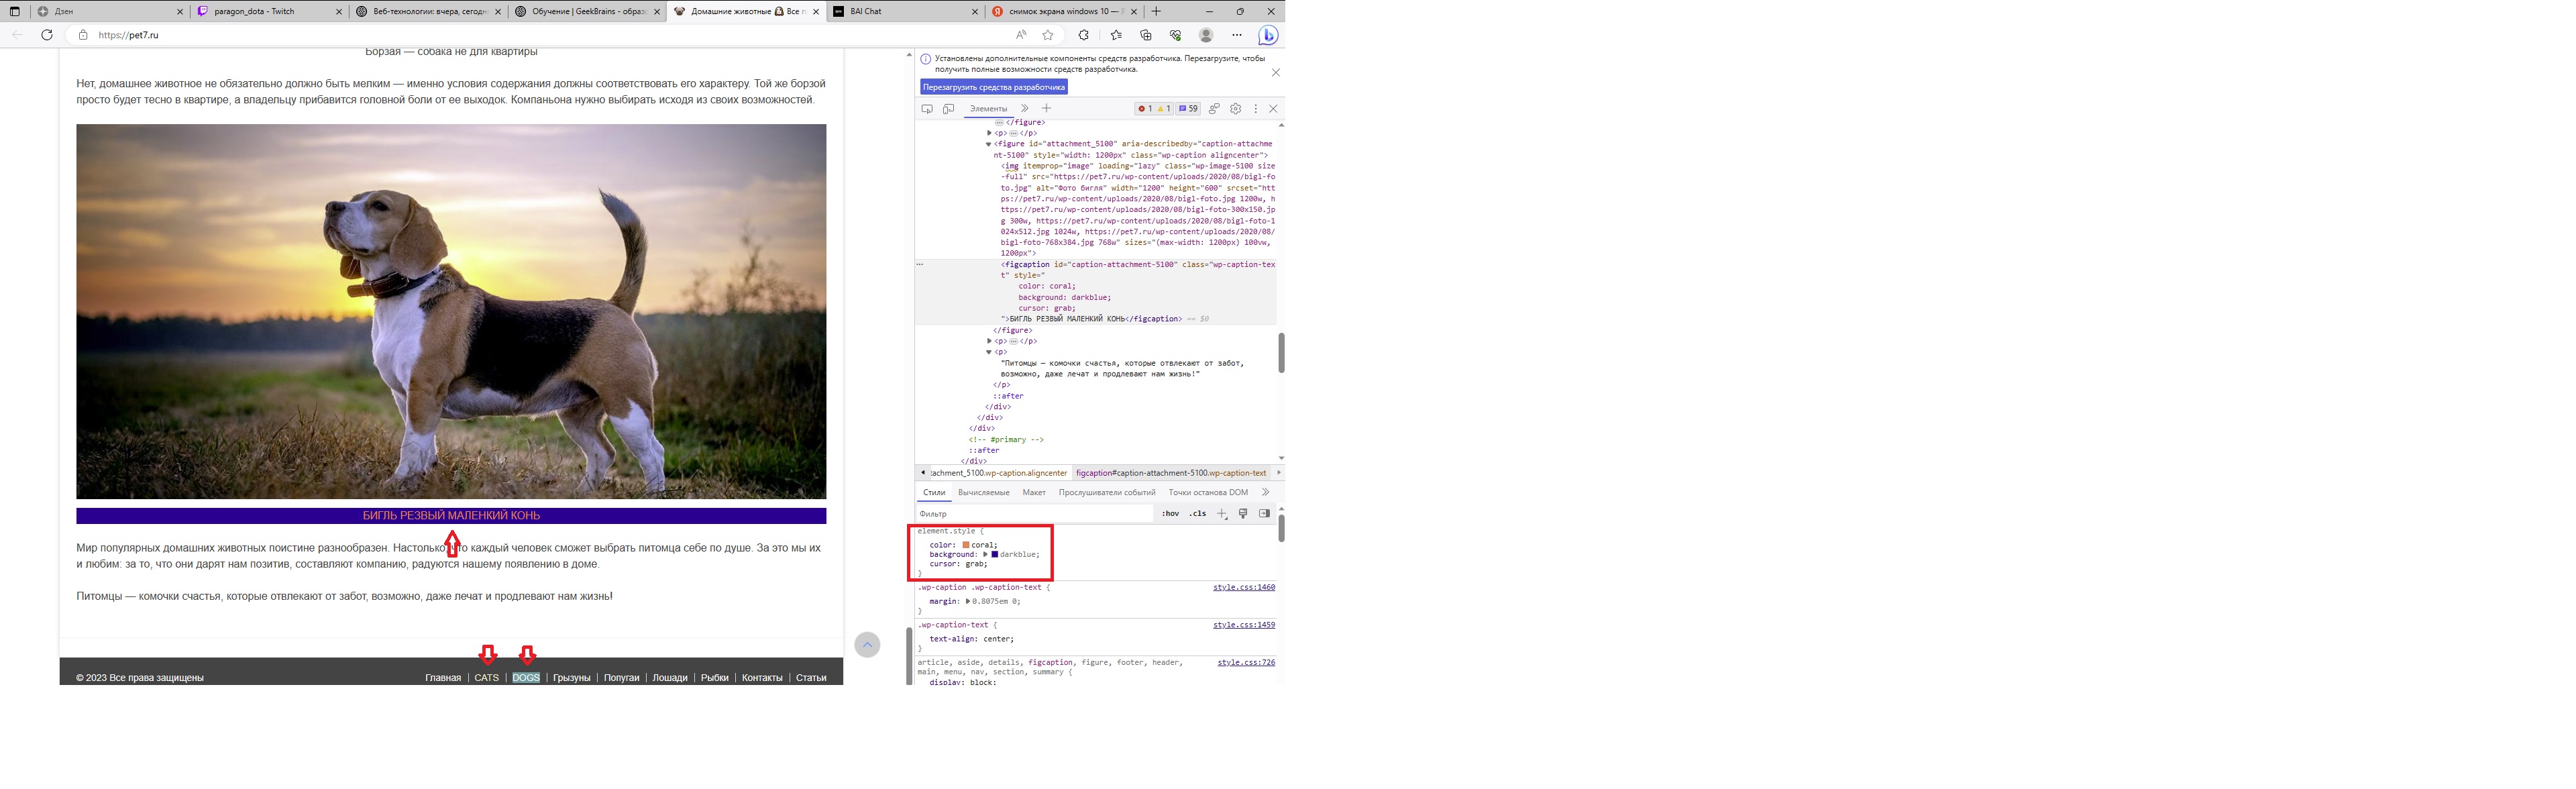 Дзен
paragon_dota - Twitch
Веб-технологии: вчера, сегодн
Обучение | GeekBrains - образо
Домашние животные
Все п
BAI Chat
снимок экрана windows 10 —
https://pet7.ru
Борзая — собака не для квартиры
Нет, домашнее животное не обязательно должно быть мелким — именно условия содержания должны соответствовать его характеру. Той же борзой
просто будет тесно в квартире, а владельцу прибавится головной боли от ее выходок. Компаньона нужно выбирать исходя из своих возможностей.
БИГЛЬ РЕЗВЫЙ МАЛЕНКИЙ КОНЬ
Мир популярных домашних животных поистине разнообразен. Настолько, что каждый человек сможет выбрать питомца себе по душе. За это мы их
и любим: за то, что они дарят нам позитив, составляют компанию, радуются нашему появлению в доме.
Питомцы — комочки счастья, которые отвлекают от забот, возможно, даже лечат и продлевают нам жизнь!
© 2023 Все права защищены
Главная | CATS | DOGS | Грызуны | Попугаи | Лошади | Рыбки | Контакты | Статьи
Установлены дополнительные компоненты средств разработчика. Перезагрузите, чтобы
получить полные возможности средств разработчика.
Перезагрузить средства разработчика
Элементы
1 1 59
</figure>
<p> </p>
<figure id="attachment_5100" aria-describedby="caption-attachme
nt-5100" style="width: 1200px" class="wp-caption aligncenter">
<img itemprop="image" loading="lazy" class="wp-image-5100 size
-full" src="https://pet7.ru/wp-content/uploads/2020/08/bigl-fo
to.jpg" alt="Фото бигля" width="1200" height="600" srcset="htt
ps://pet7.ru/wp-content/uploads/2020/08/bigl-foto.jpg 1200w, h
ttps://pet7.ru/wp-content/uploads/2020/08/bigl-foto-300x150.jp
g 300w, https://pet7.ru/wp-content/uploads/2020/08/bigl-foto-1
024x512.jpg 1024w, https://pet7.ru/wp-content/uploads/2020/08/
bigl-foto-768x384.jpg 768w" sizes="(max-width: 1200px) 100vw,
1200px">
<figcaption id="caption-attachment-5100" class="wp-caption-tex
t" style="
color: coral;
background: darkblue;
cursor: grab;
">БИГЛЬ РЕЗВЫЙ МАЛЕНКИЙ КОНЬ</figcaption> == $0
</figure>
<p> </p>
<p>
"Питомцы — комочки счастья, которые отвлекают от забот,
возможно, даже лечат и продлевают нам жизнь!"
</p>
::after
</div>
</div>
</div>
<!-- #primary -->
::after
</div>
tachment_5100.wp-caption.aligncenter
figcaption#caption-attachment-5100.wp-caption-text
Стили
Вычисляемые
Макет
Прослушиватели событий
Точки останова DOM
Фильтр
:hov .cls
element.style {
color: coral;
background: darkblue;
cursor: grab;
}
.wp-caption .wp-caption-text {
style.css:1460
margin: 0.8075em 0;
}
.wp-caption-text {
style.css:1459
text-align: center;
}
article, aside, details, figcaption, figure, footer, header,
style.css:726
main, menu, nav, section, summary {
display: block;